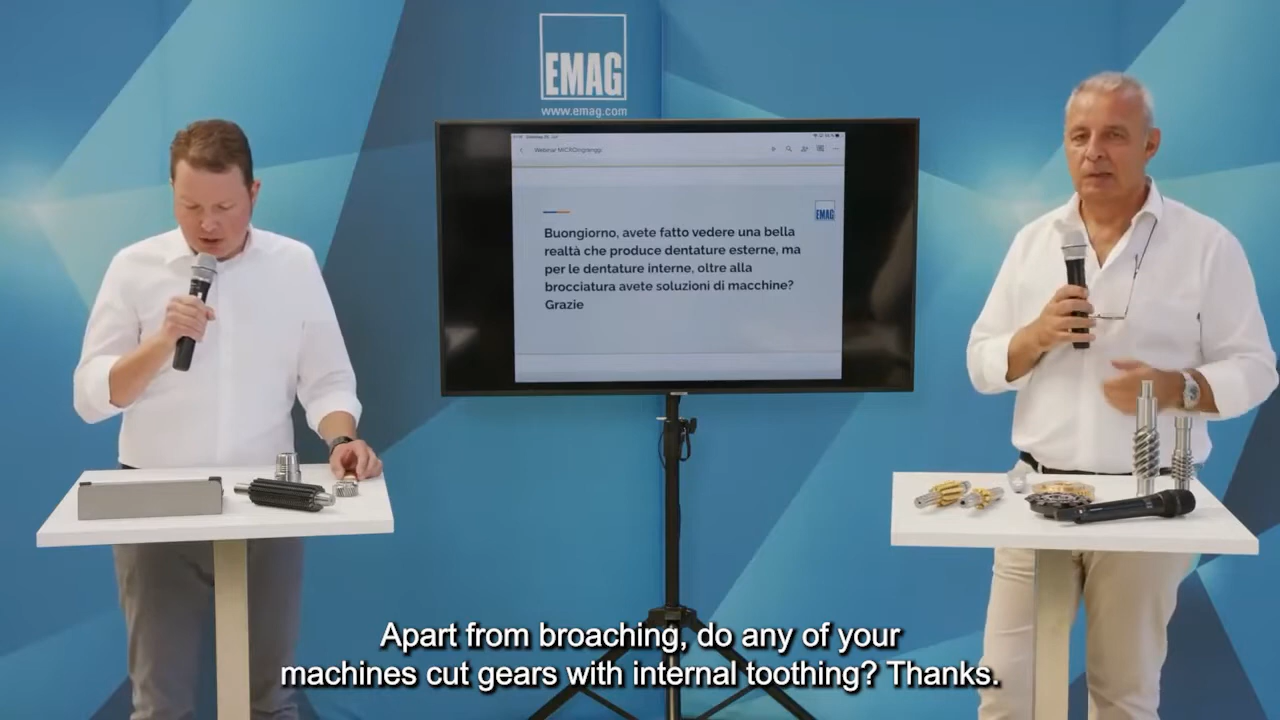 EMAG
www.emag.com
Webinar MICROingranaggi
EMAG
Buongiorno, avete fatto vedere una bella
realtà che produce dentature esterne, ma
per le dentature interne, oltre alla
brocciatura avete soluzioni di macchine?
Grazie
Apart from broaching, do any of your
machines cut gears with internal toothing? Thanks.